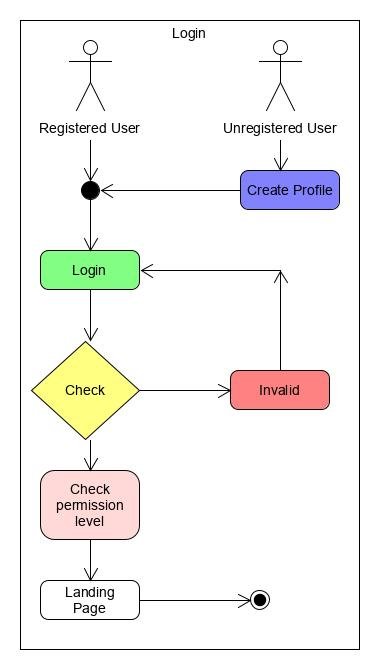 Login
Registered User
Unregistered User
Create Profile
Login
Check
Invalid
Check
permission
level
Landing
Page